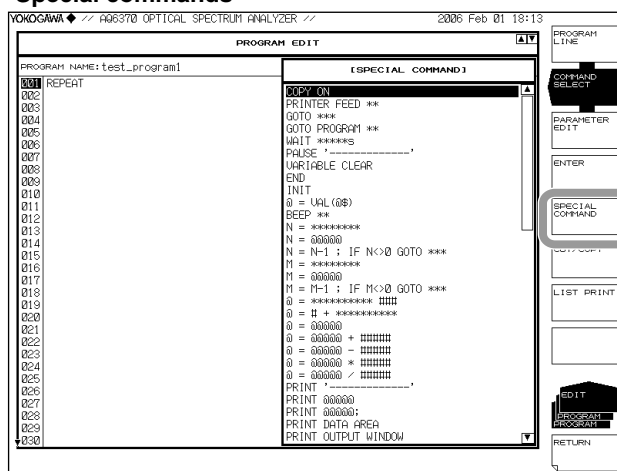 Special commands
YOKOGAWA ◆ // AQ6370 OPTICAL SPECTRUM ANALYZER // 2006 Feb 01 18:13
PROGRAM EDIT
PROGRAM NAME: test_program1
[SPECIAL COMMAND]
001 REPEAT
002
003
004
005
006
007
008
009
010
011
012
013
014
015
016
017
018
019
020
021
022
023
024
025
026
027
028
029
030
COPY ON
PRINTER FEED **
GOTO ***
GOTO PROGRAM **
WAIT *****s
PAUSE '-------------'
VARIABLE CLEAR
END
INIT
@ = VAL(@$)
BEEP **
N = ********
N = @@@@@
N = N-1 ; IF N<>0 GOTO ***
M = ********
M = @@@@@
M = M-1 ; IF M<>0 GOTO ***
@ = ********** ###
@ = # + **********
@ = @@@@@
@ = @@@@@ + #####
@ = @@@@@ - #####
@ = @@@@@ * #####
@ = @@@@@ / #####
PRINT '-------------'
PRINT @@@@@
PRINT @@@@@;
PRINT DATA AREA
PRINT OUTPUT WINDOW
PROGRAM LINE
COMMAND SELECT
PARAMETER EDIT
ENTER
SPECIAL COMMAND
LIST PRINT
EDIT
PROGRAM
PROGRAM
RETURN